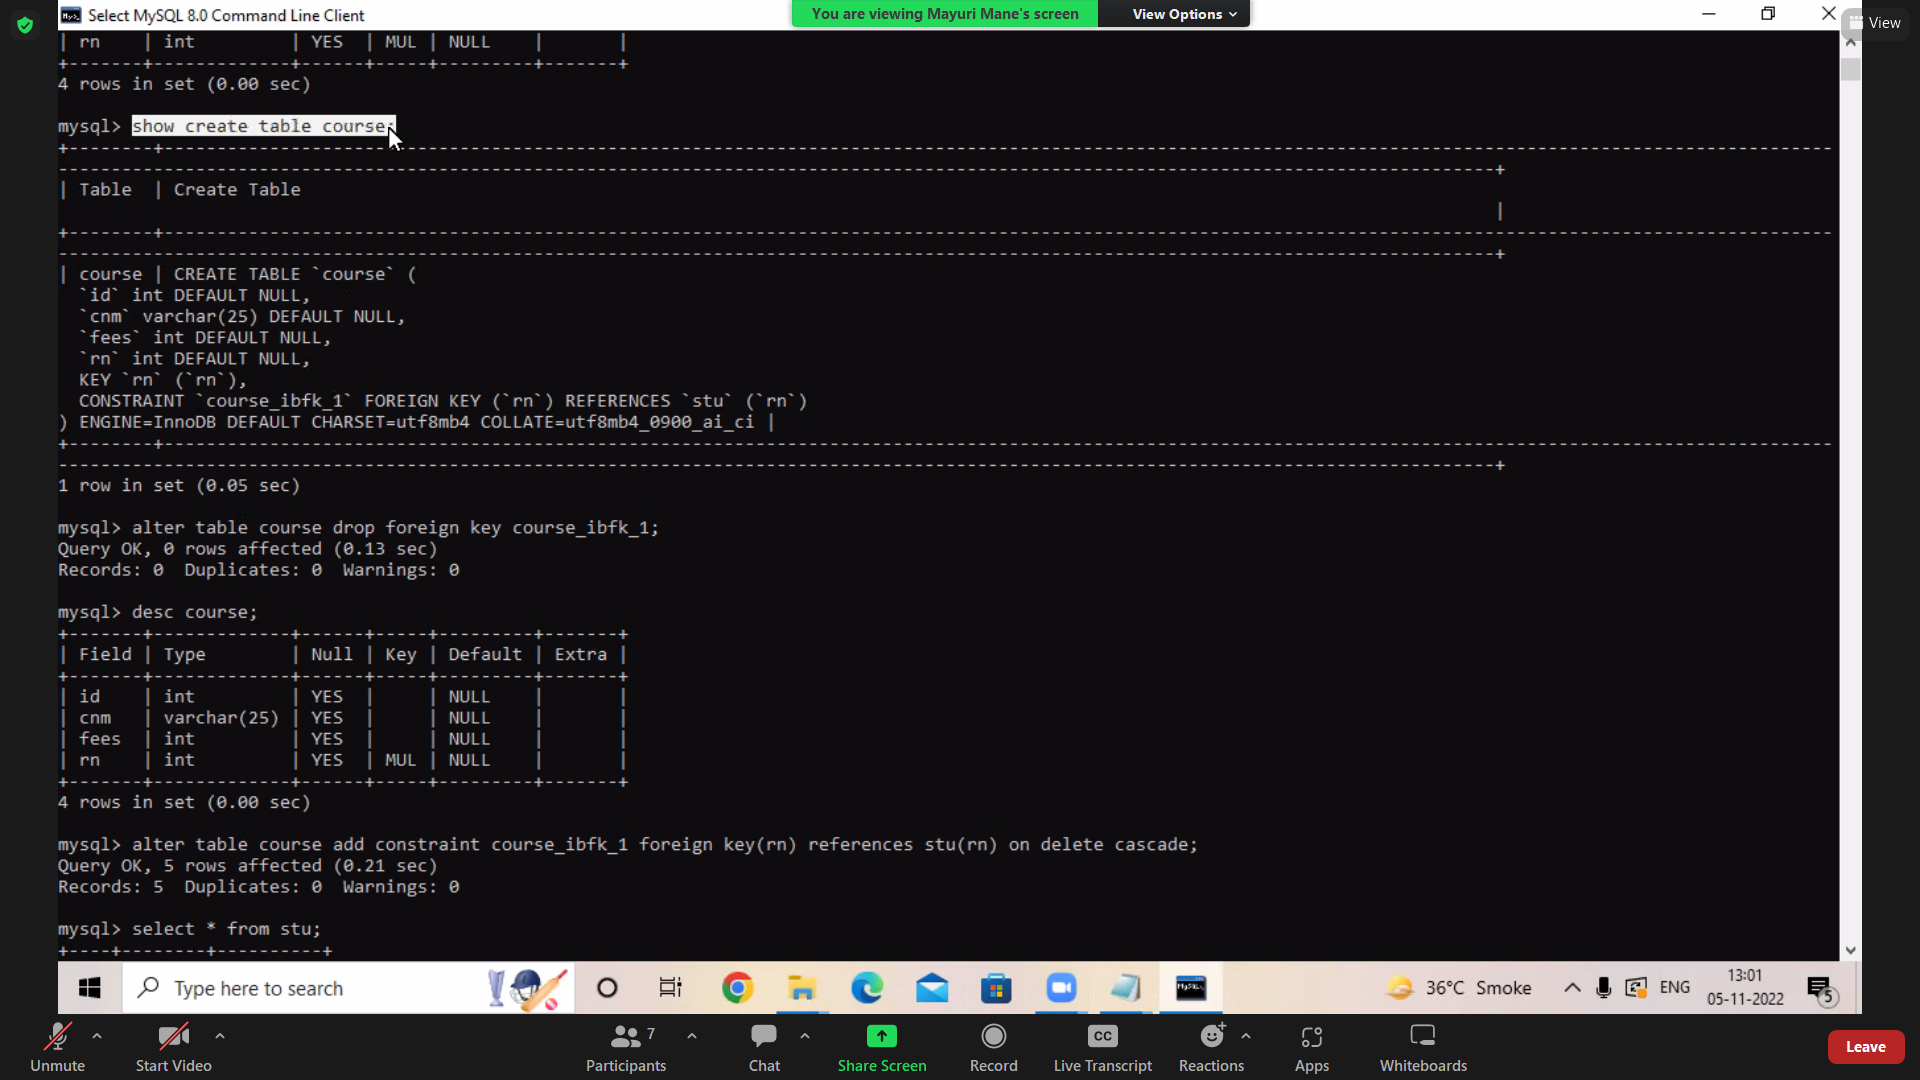 Select MySQL 8.0 Command Line Client
You are viewing Mayuri Mane's screen
View Options
View
| rn    | int         | YES  | MUL | NULL    |       |
+-------+-------------+------+-----+---------+-------+
4 rows in set (0.00 sec)
mysql> show create table course;
| Table  | Create Table
|
| course | CREATE TABLE `course` (
`id` int DEFAULT NULL,
`cnm` varchar(25) DEFAULT NULL,
`fees` int DEFAULT NULL,
`rn` int DEFAULT NULL,
KEY `rn` (`rn`),
CONSTRAINT `course_ibfk_1` FOREIGN KEY (`rn`) REFERENCES `stu` (`rn`)
) ENGINE=InnoDB DEFAULT CHARSET=utf8mb4 COLLATE=utf8mb4_0900_ai_ci |
1 row in set (0.05 sec)
mysql> alter table course drop foreign key course_ibfk_1;
Query OK, 0 rows affected (0.13 sec)
Records: 0  Duplicates: 0  Warnings: 0
mysql> desc course;
+-------+-------------+------+-----+---------+-------+
| Field | Type        | Null | Key | Default | Extra |
+-------+-------------+------+-----+---------+-------+
| id    | int         | YES  |     | NULL    |       |
| cnm   | varchar(25) | YES  |     | NULL    |       |
| fees  | int         | YES  |     | NULL    |       |
| rn    | int         | YES  | MUL | NULL    |       |
+-------+-------------+------+-----+---------+-------+
4 rows in set (0.00 sec)
mysql> alter table course add constraint course_ibfk_1 foreign key(rn) references stu(rn) on delete cascade;
Query OK, 5 rows affected (0.21 sec)
Records: 5  Duplicates: 0  Warnings: 0
mysql> select * from stu;
+----+--------+----------+
Type here to search
36°C Smoke
ENG
13:01
05-11-2022
5
Unmute
Start Video
Participants
7
Chat
Share Screen
Record
CC
Live Transcript
Reactions
Apps
Whiteboards
Leave